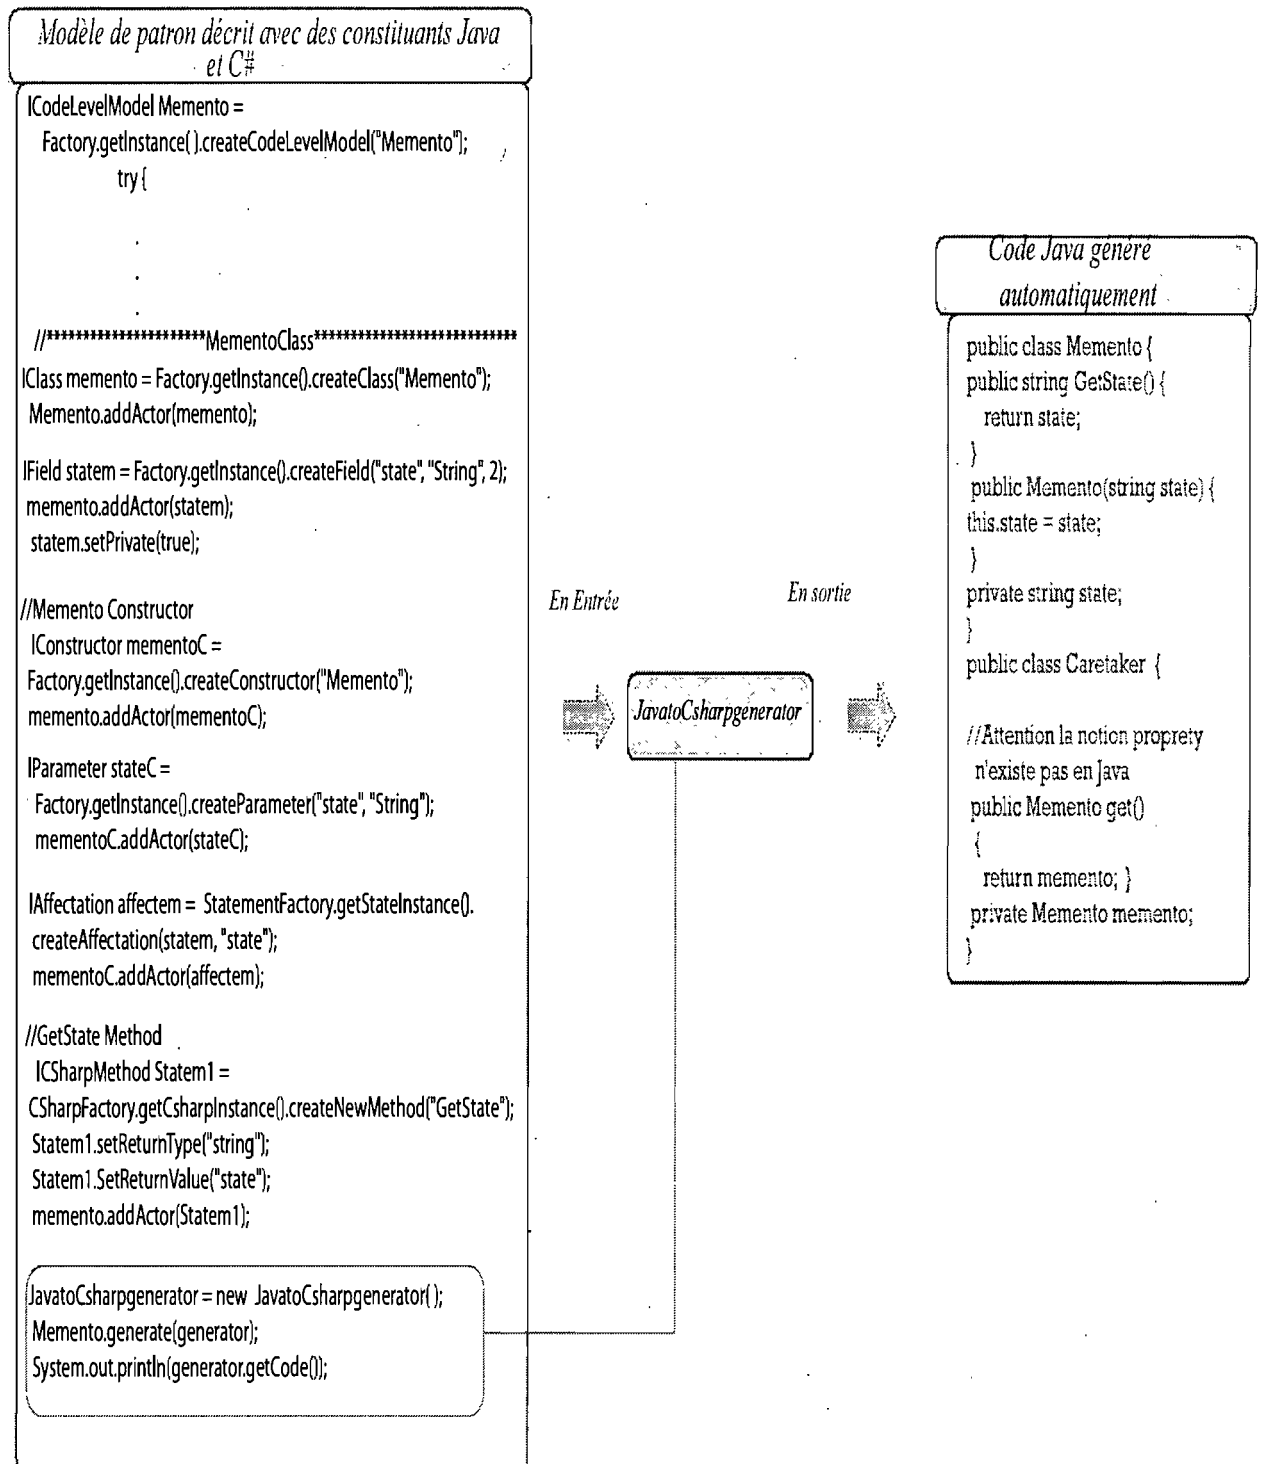 Modèle de patron décrit avec des constituants Java
et C#
ICodeLevelModel Memento =
Factory.getInstance( ).createCodeLevelModel("Memento");
try {
.
.
.
//**********************MementoClass****************************
IClass memento = Factory.getInstance().createClass("Memento");
Memento.addActor(memento);
IField statem = Factory.getInstance().createField("state", "String", 2);
memento.addActor(statem);
statem.setPrivate(true);
//Memento Constructor
IConstructor mementoC =
Factory.getInstance().createConstructor("Memento");
memento.addActor(mementoC);
IParameter stateC =
Factory.getInstance().createParameter("state", "String");
mementoC.addActor(stateC);
IAffectation affectem = StatementFactory.getStateInstance().
createAffectation(statem, "state");
mementoC.addActor(affectem);
//GetState Method
ICSharpMethod Statem1 =
CSharpFactory.getCsharpInstance().createNewMethod("GetState");
Statem1.setReturnType("string");
Statem1.SetReturnValue("state");
memento.addActor(Statem1);
JavatoCsharpgenerator = new JavatoCsharpgenerator( );
Memento.generate(generator);
System.out.println(generator.getCode());
En Entrée
JavatoCsharpgenerator
En sortie
Code Java généré
automatiquement
public class Memento {
public string GetState() {
return state;
}
public Memento(string state) {
this.state = state;
}
private string state;
}
public class Caretaker {
//Attention la notion proprety
n'existe pas en Java
public Memento get()
{
return memento; }
private Memento memento;
}